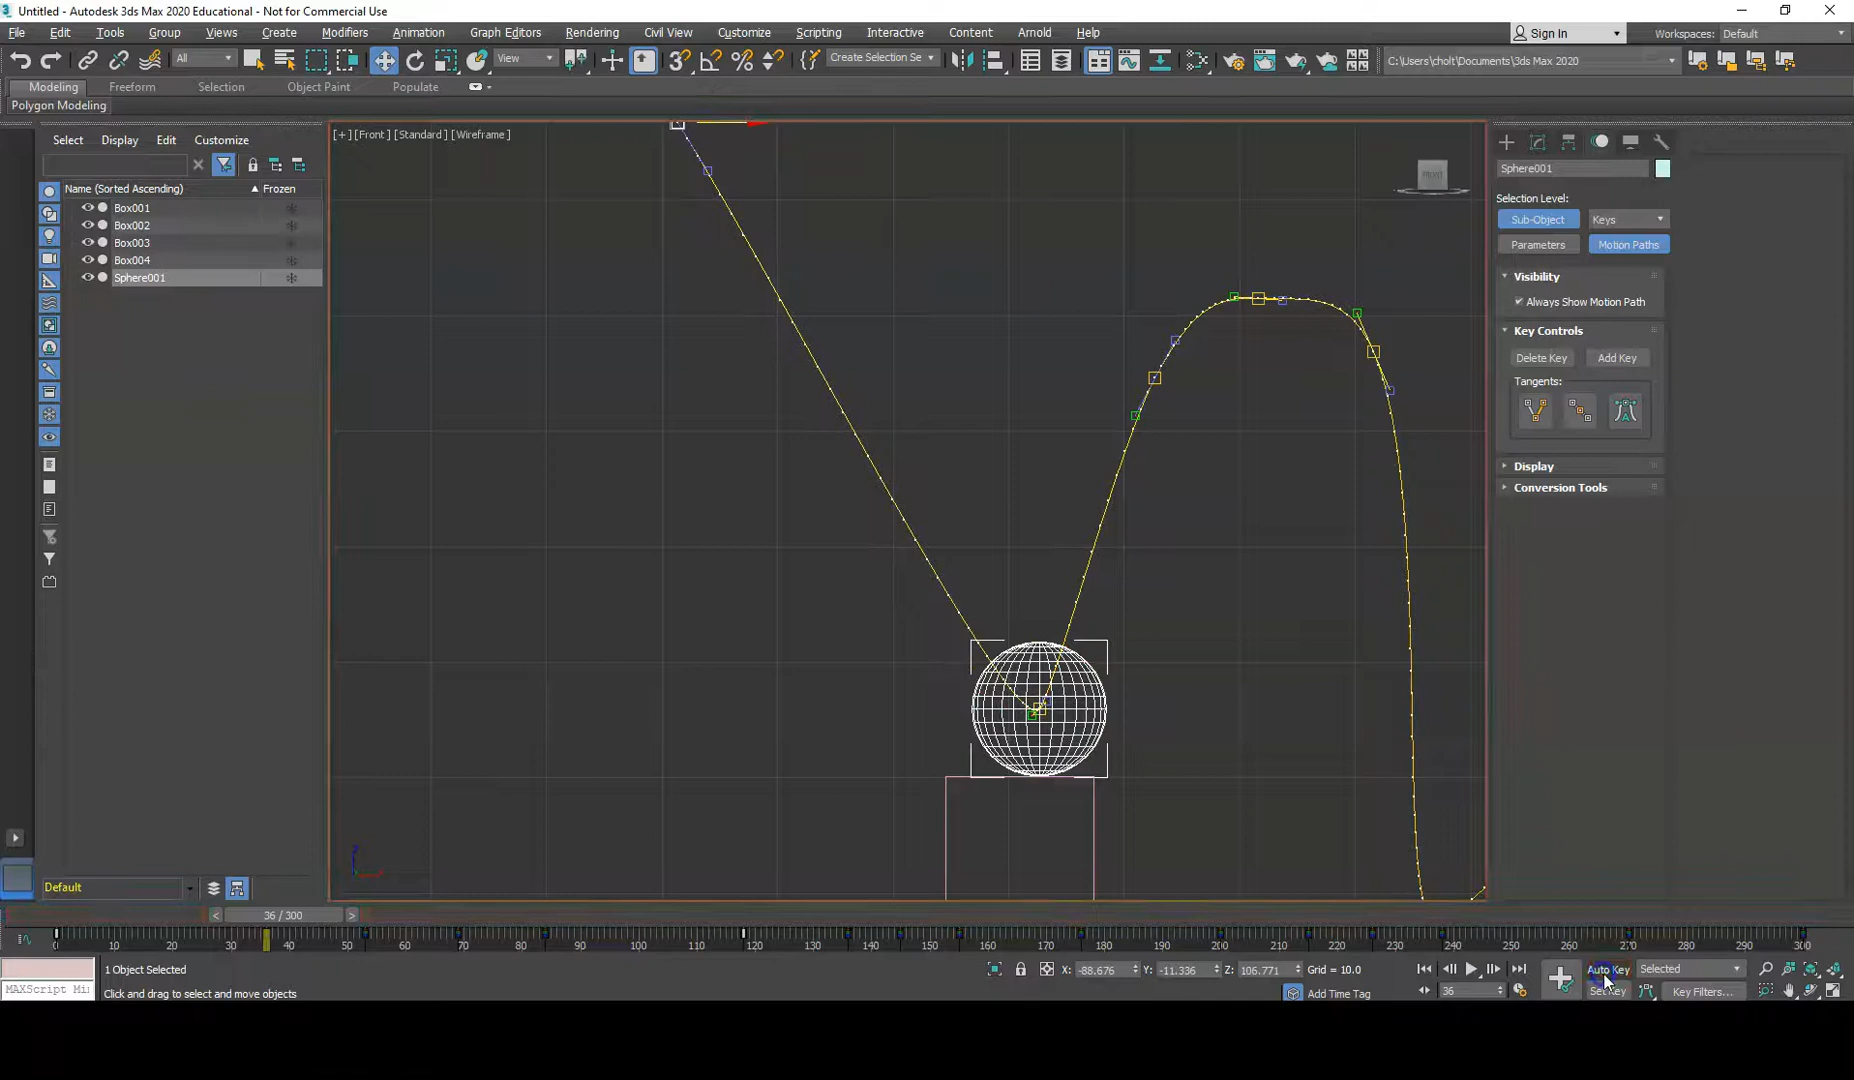 Untitled - Autodesk 3ds Max 2020 Educational - Not for Commercial Use
File Edit Tools Group Views Create Modifiers Animation Graph Editors Rendering Civil View Customize Scripting Interactive Content Arnold Help
Sign In
Workspaces: Default
All
View
Create Selection Se
C:\Users\cholt\Documents\3ds Max 2020
Modeling Freeform Selection Object Paint Populate
Polygon Modeling
Select Display Edit Customize
[+] [Front] [Standard] [Wireframe]
FRONT
Sphere001
Name (Sorted Ascending) Frozen
Selection Level:
Box001
Box002
Box003
Box004
Sphere001
Sub-Object Keys
Parameters Motion Paths
Visibility
Always Show Motion Path
Key Controls
Delete Key Add Key
Tangents:
Display
Conversion Tools
Default
< 36 / 300 >
0 10 20 30 40 50 60 70 80 90 100 110 120 130 140 150 160 170 180 190 200 210 220 230 240 250 260 270 280 290 300
1 Object Selected
X: -88.676 Y: -11.336 Z: 106.771 Grid = 10.0
Auto Key Selected
MAXScript Mi
Click and drag to select and move objects
Add Time Tag
36
Set Key
Key Filters...